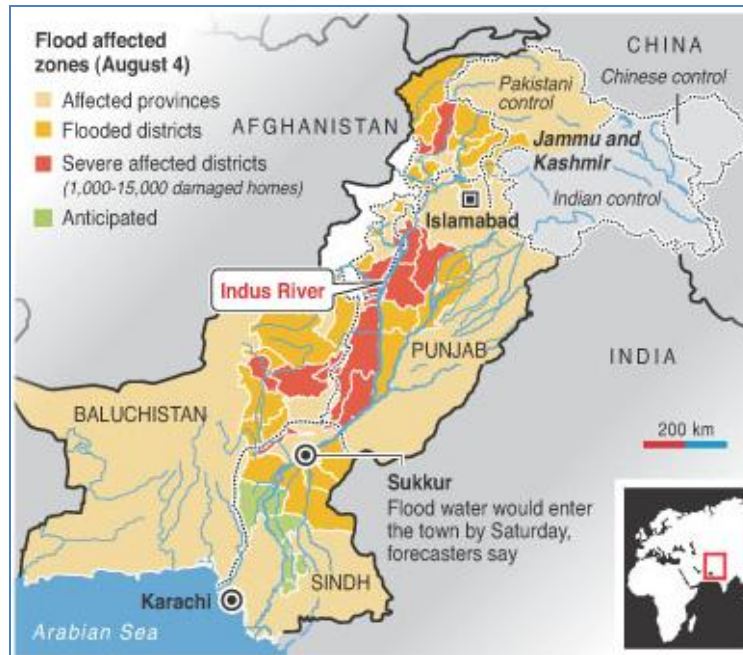 Flood affected
zones (August 4)
Affected provinces
Flooded districts
Severe affected districts
(1,000-15,000 damaged homes)
Anticipated
CHINA
Chinese control
Pakistani
control
AFGHANISTAN
Jammu and
Kashmir
Indian control
Islamabad
Indus River
PUNJAB
INDIA
BALUCHISTAN
200 km
Sukkur
Flood water would enter
the town by Saturday,
forecasters say
SINDH
Karachi
Arabian Sea